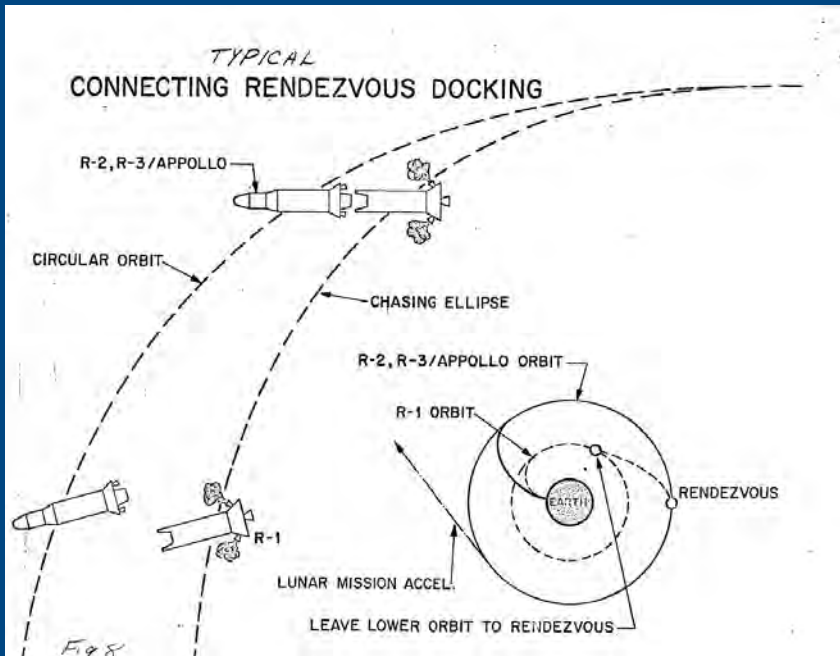 TYPICAL
CONNECTING RENDEZVOUS DOCKING
R-2, R-3/APPOLLO
CIRCULAR ORBIT
CHASING ELLIPSE
R-2, R-3/APPOLLO ORBIT
R-1 ORBIT
EARTH
RENDEZVOUS
R-1
LUNAR MISSION ACCEL.
LEAVE LOWER ORBIT TO RENDEZVOUS
Fig 8